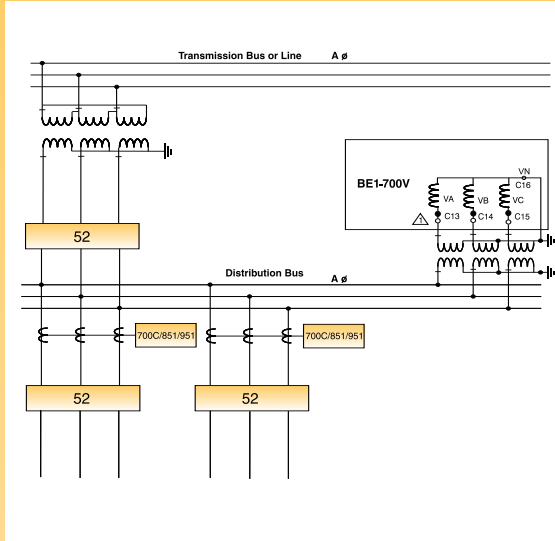 Transmission Bus or Line A ø
BE1-700V
VN
C16
VA VB VC
C13 C14 C15
1
52
Distribution Bus A ø
700C/851/951 700C/851/951
52 52